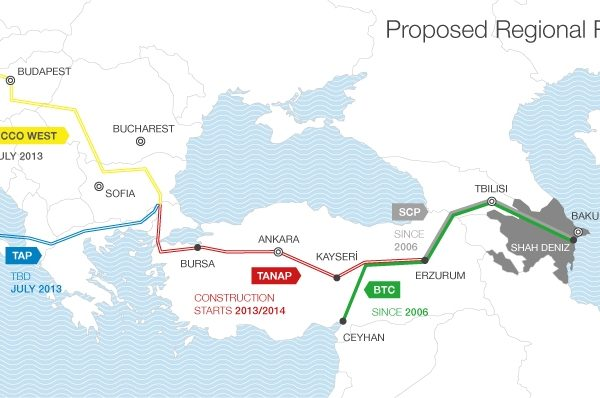 Proposed Regional
BUDAPEST
CCO WEST
JULY 2013
BUCHAREST
SOFIA
TAP
TBD
JULY 2013
BURSA
ANKARA
TANAP
CONSTRUCTION
STARTS 2013/2014
KAYSERİ
SCP
SINCE
2006
TBILISI
BAKU
SHAH DENIZ
ERZURUM
BTC
SINCE 2006
CEYHAN